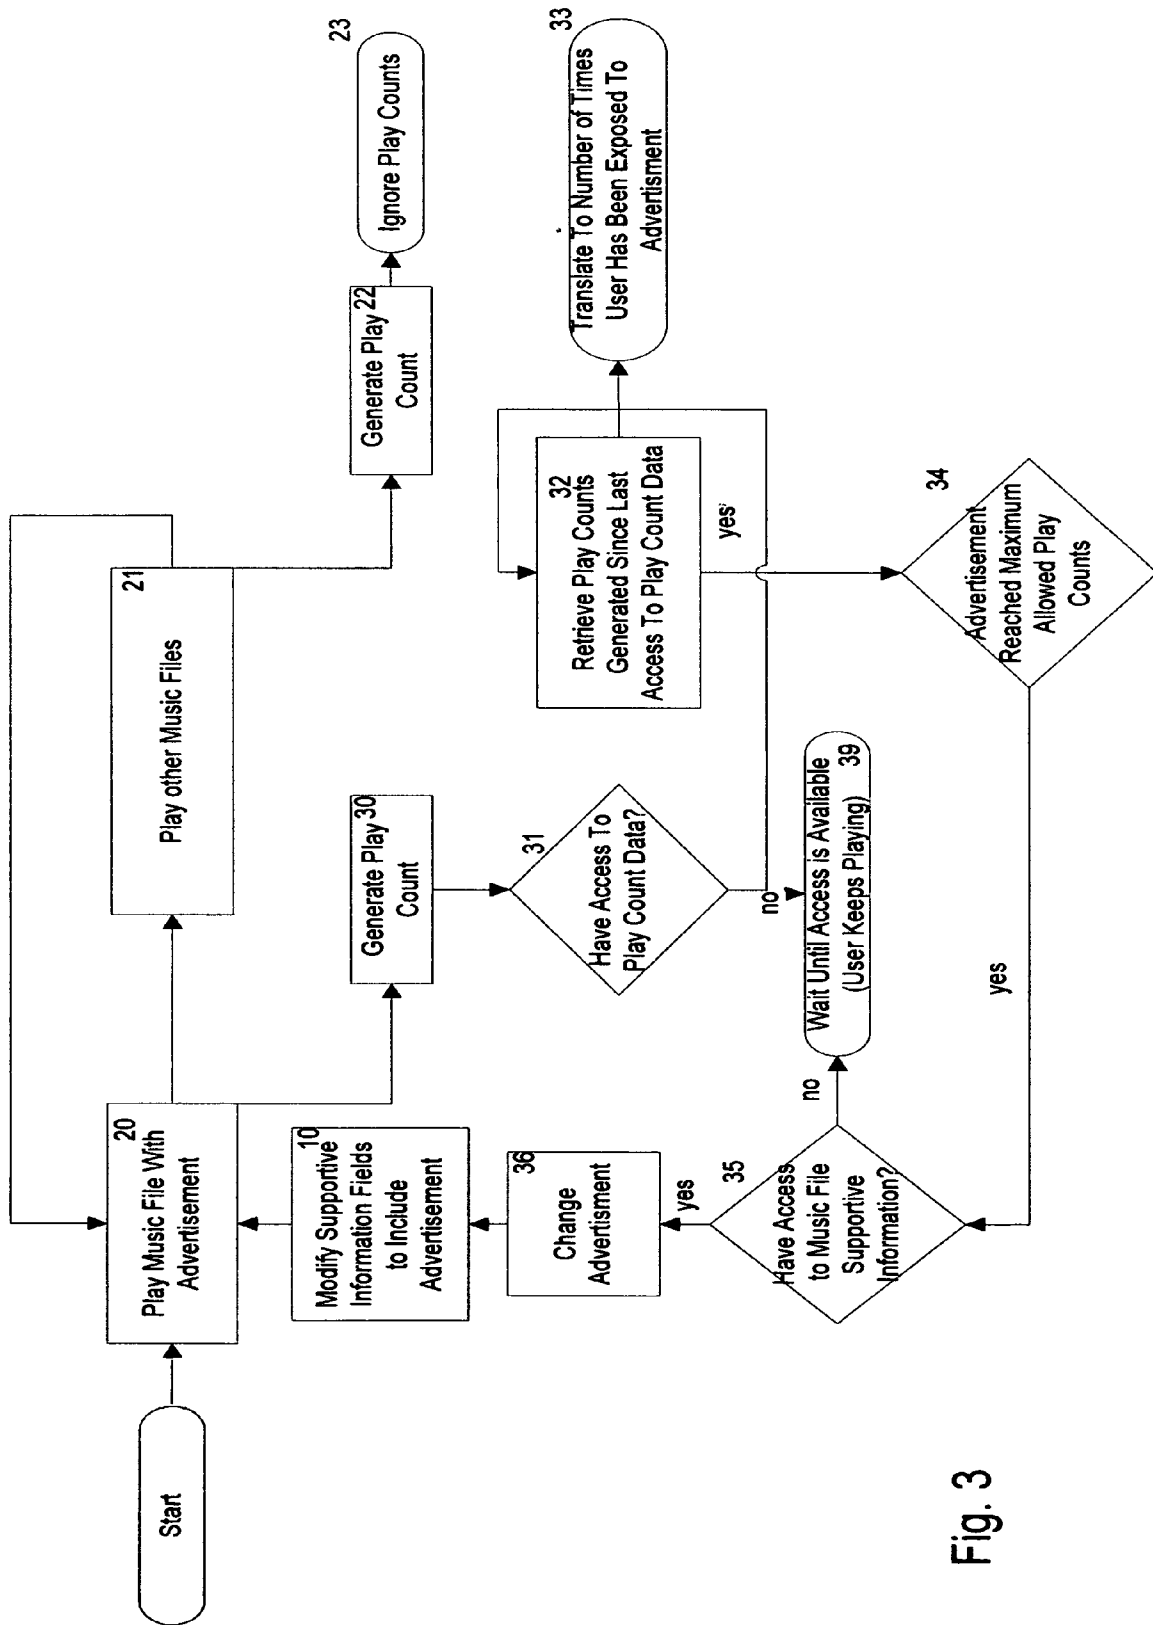 Start
20
Play Music File With
Advertisement
21
Play other Music Files
Generate Play
22
Count
23
Ignore Play Counts
10
Modify Supportive
Information Fields
to Include
Advertisement
Generate Play
30
Count
31
Have Access To
Play Count Data?
32
Retrieve Play Counts
Generated Since Last
Access To Play Count Data
33
Translate To Number of Times
User Has Been Exposed To
Advertisment
36
Change
Advertisment
yes
no
yes
35
Have Access
to Music File
Supportive
Information?
no
Wait Until Access is Available
(User Keeps Playing)
39
34
Advertisement
Reached Maximum
Allowed Play
Counts
yes
Fig. 3